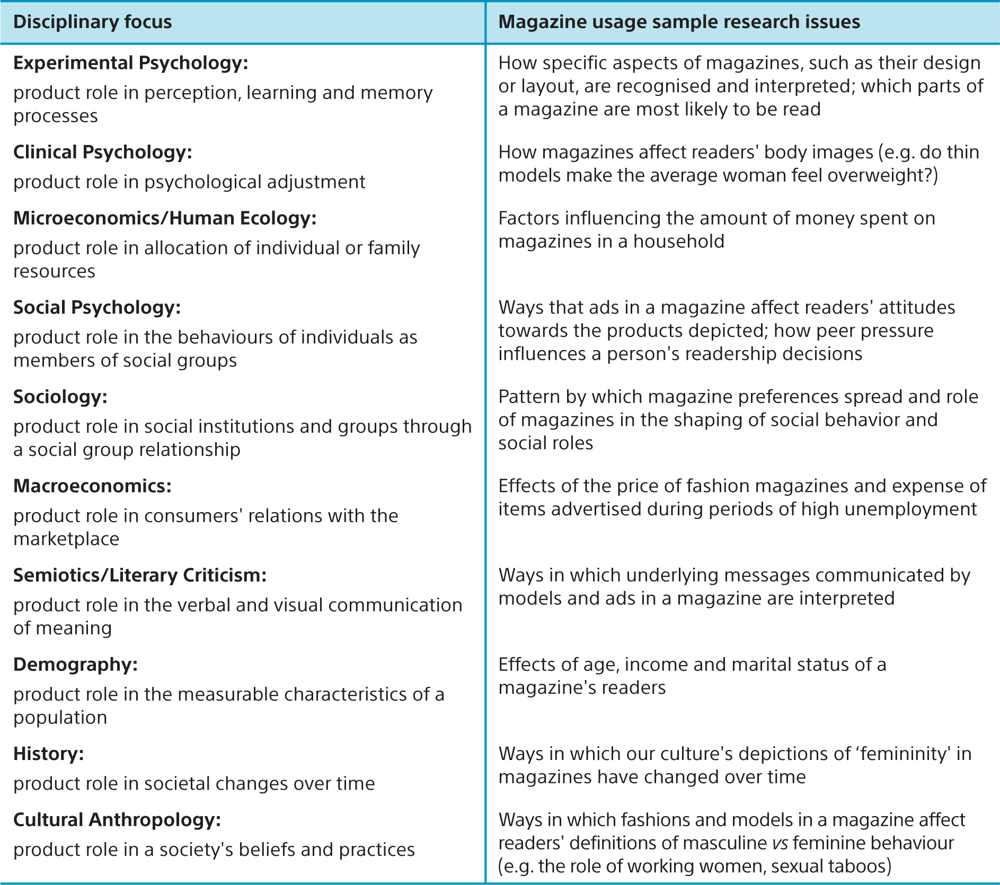 Disciplinary focus
Magazine usage sample research issues
Experimental Psychology:
product role in perception, learning and memory
processes
How specific aspects of magazines, such as their design
or layout, are recognised and interpreted; which parts of
a magazine are most likely to be read
Clinical Psychology:
product role in psychological adjustment
How magazines affect readers' body images (e.g. do thin
models make the average woman feel overweight?)
Microeconomics/Human Ecology:
product role in allocation of individual or family
resources
Factors influencing the amount of money spent on
magazines in a household
Social Psychology:
product role in the behaviours of individuals as
members of social groups
Ways that ads in a magazine affect readers' attitudes
towards the products depicted; how peer pressure
influences a person's readership decisions
Sociology:
product role in social institutions and groups through
a social group relationship
Pattern by which magazine preferences spread and role
of magazines in the shaping of social behavior and
social roles
Macroeconomics:
product role in consumers' relations with the
marketplace
Effects of the price of fashion magazines and expense of
items advertised during periods of high unemployment
Semiotics/Literary Criticism:
product role in the verbal and visual communication
of meaning
Ways in which underlying messages communicated by
models and ads in a magazine are interpreted
Demography:
product role in the measurable characteristics of a
population
Effects of age, income and marital status of a
magazine's readers
History:
product role in societal changes over time
Ways in which our culture's depictions of ‘femininity' in
magazines have changed over time
Cultural Anthropology:
product role in a society's beliefs and practices
Ways in which fashions and models in a magazine affect
readers' definitions of masculine vs feminine behaviour
(e.g. the role of working women, sexual taboos)